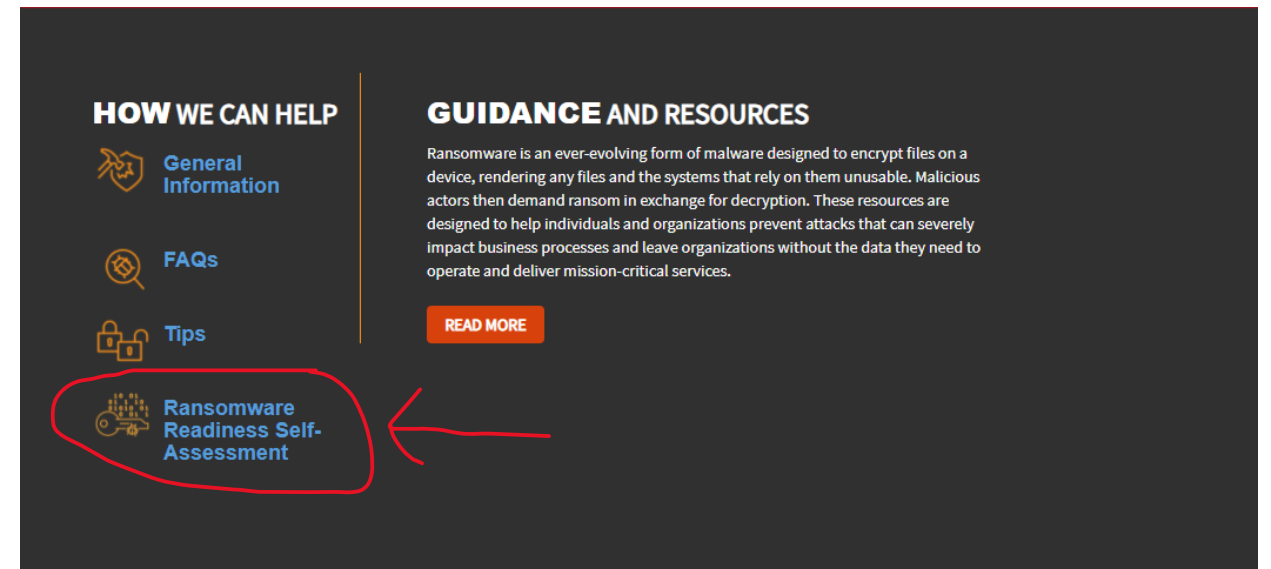 HOW WE CAN HELP
General
Information
FAQs
Tips
Ransomware
Readiness Self-
Assessment
GUIDANCE AND RESOURCES
Ransomware is an ever-evolving form of malware designed to encrypt files on a
device, rendering any files and the systems that rely on them unusable. Malicious
actors then demand ransom in exchange for decryption. These resources are
designed to help individuals and organizations prevent attacks that can severely
impact business processes and leave organizations without the data they need to
operate and deliver mission-critical services.
READ MORE